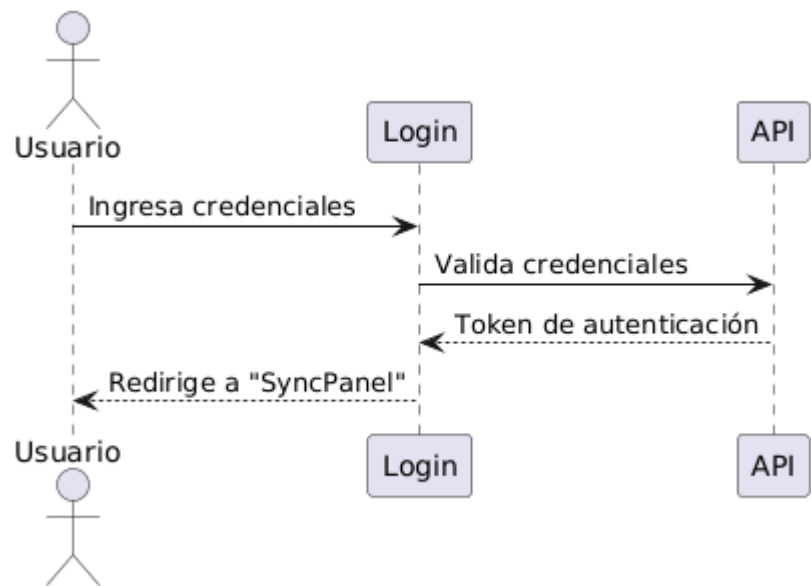 Usuario
Login
API
Ingresa credenciales
Valida credenciales
Token de autenticación
Redirige a "SyncPanel"
Usuario
Login
API